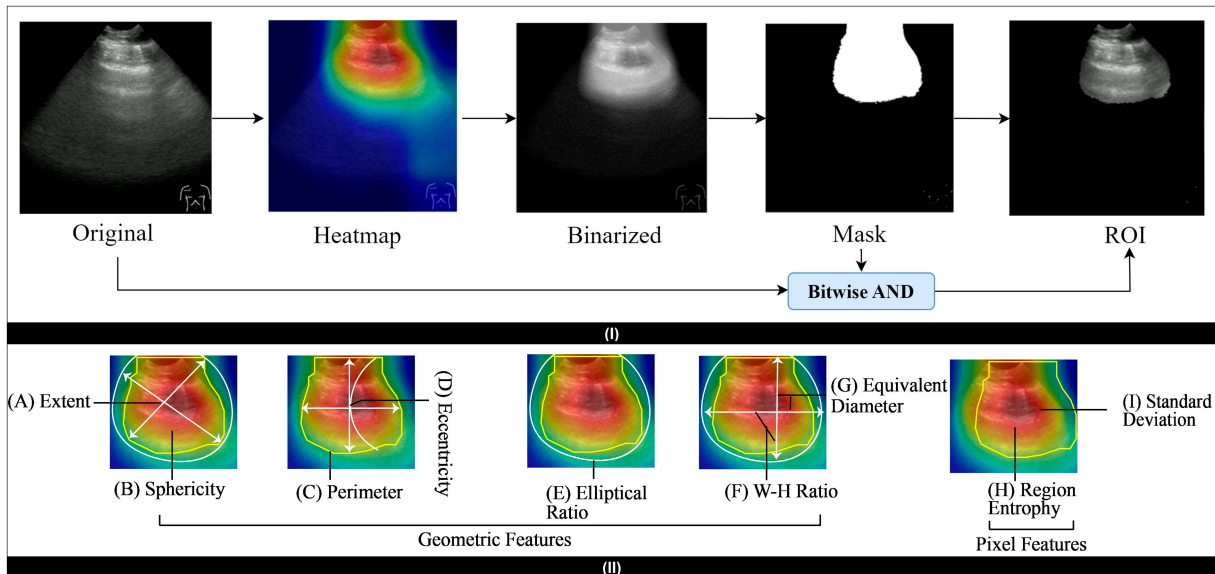 Original
Heatmap
Binarized
Mask
ROI
Bitwise AND
(I)
(A) Extent
(B) Sphericity
(C) Perimeter
(D) Eccentricity
(E) Elliptical
Ratio
(F) W-H Ratio
(G) Equivalent
Diameter
(H) Region
Entropy
(I) Standard
Deviation
Geometric Features
Pixel Features
(II)